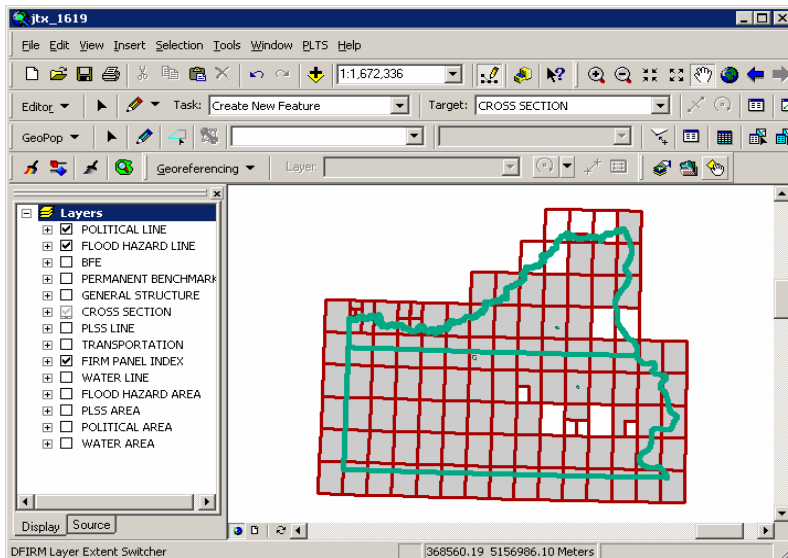 jtx_1619
File Edit View Insert Selection Tools Window PLTS Help
1:1,672,336
Editor Task: Create New Feature Target: CROSS SECTION
GeoPop
Georeferencing Layer:
Layers
POLITICAL LINE
FLOOD HAZARD LINE
BFE
PERMANENT BENCHMARK
GENERAL STRUCTURE
CROSS SECTION
PLSS LINE
TRANSPORTATION
FIRM PANEL INDEX
WATER LINE
FLOOD HAZARD AREA
PLSS AREA
POLITICAL AREA
WATER AREA
Display Source
DFIRM Layer Extent Switcher 368560.19 5156986.10 Meters